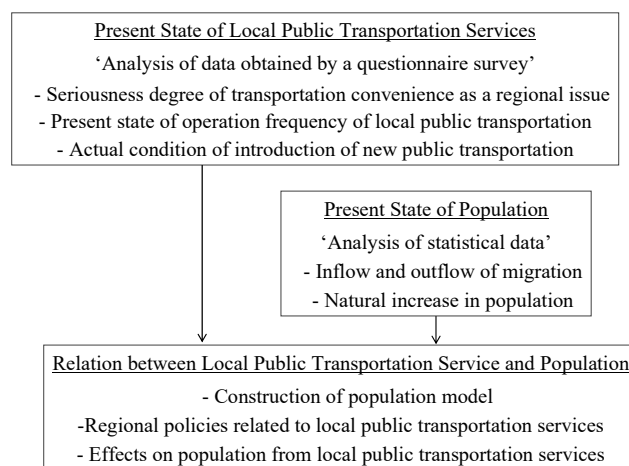 Present State of Local Public Transportation Services
‘Analysis of data obtained by a questionnaire survey’
- Seriousness degree of transportation convenience as a regional issue
- Present state of operation frequency of local public transportation
- Actual condition of introduction of new public transportation
Present State of Population
‘Analysis of statistical data’
- Inflow and outflow of migration
- Natural increase in population
Relation between Local Public Transportation Service and Population
- Construction of population model
-Regional policies related to local public transportation services
- Effects on population from local public transportation services